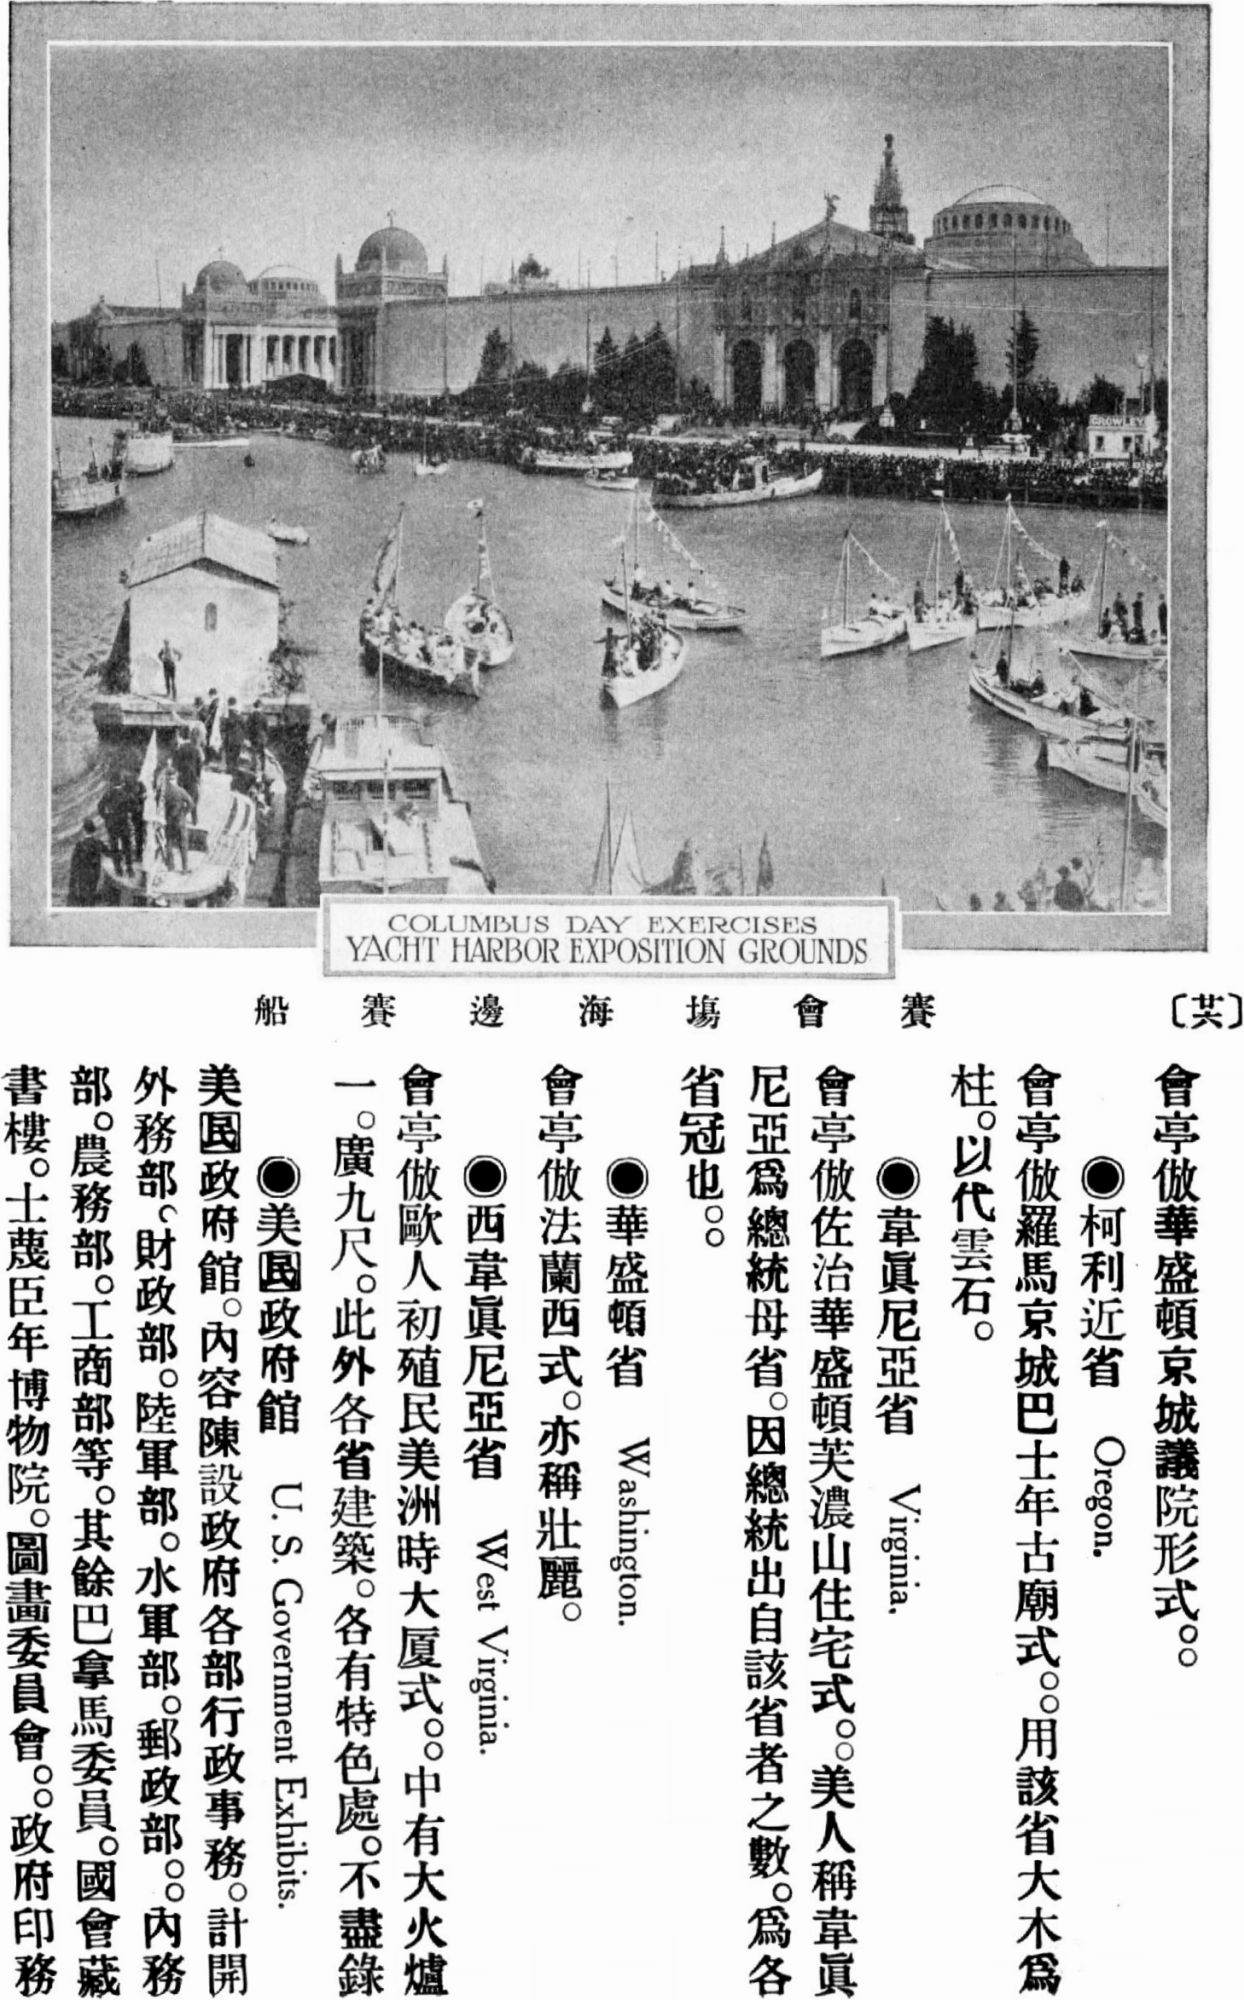 CROWLEY
COLUMBUS DAY EXERCISES
YACHT HARBOR EXPOSITION GROUNDS
賽會塲海邊賽船
〔共〕
會亭倣華盛頓京城議院形式。。
◉柯利近省 Oregon.
會亭倣羅馬京城巴士年古廟式。。用該省大木爲
柱。以代雲石。
◉韋眞尼亞省 Virginia.
會亭倣佐治華盛頓芙濃山住宅式。。美人稱韋眞
尼亞爲總統母省。因總統出自該省者之數。爲各
省冠也。。
◉華盛頓省 Washington.
會亭倣法蘭西式。亦稱壯麗。
◉西韋眞尼亞省 West Virginia.
會亭倣歐人初殖民美洲時大厦式。。中有大火爐
一。廣九尺。此外各省建築。各有特色處。不盡錄
◉美囻政府館 U. S. Government Exhibits.
美囻政府館。內容陳設政府各部行政事務。計開
外務部。財政部。陸軍部。水軍部。郵政部。。內務
部。農務部。工商部等。其餘巴拿馬委員。國會藏
書樓。士蔑臣年博物院。圖畫委員會。。政府印務